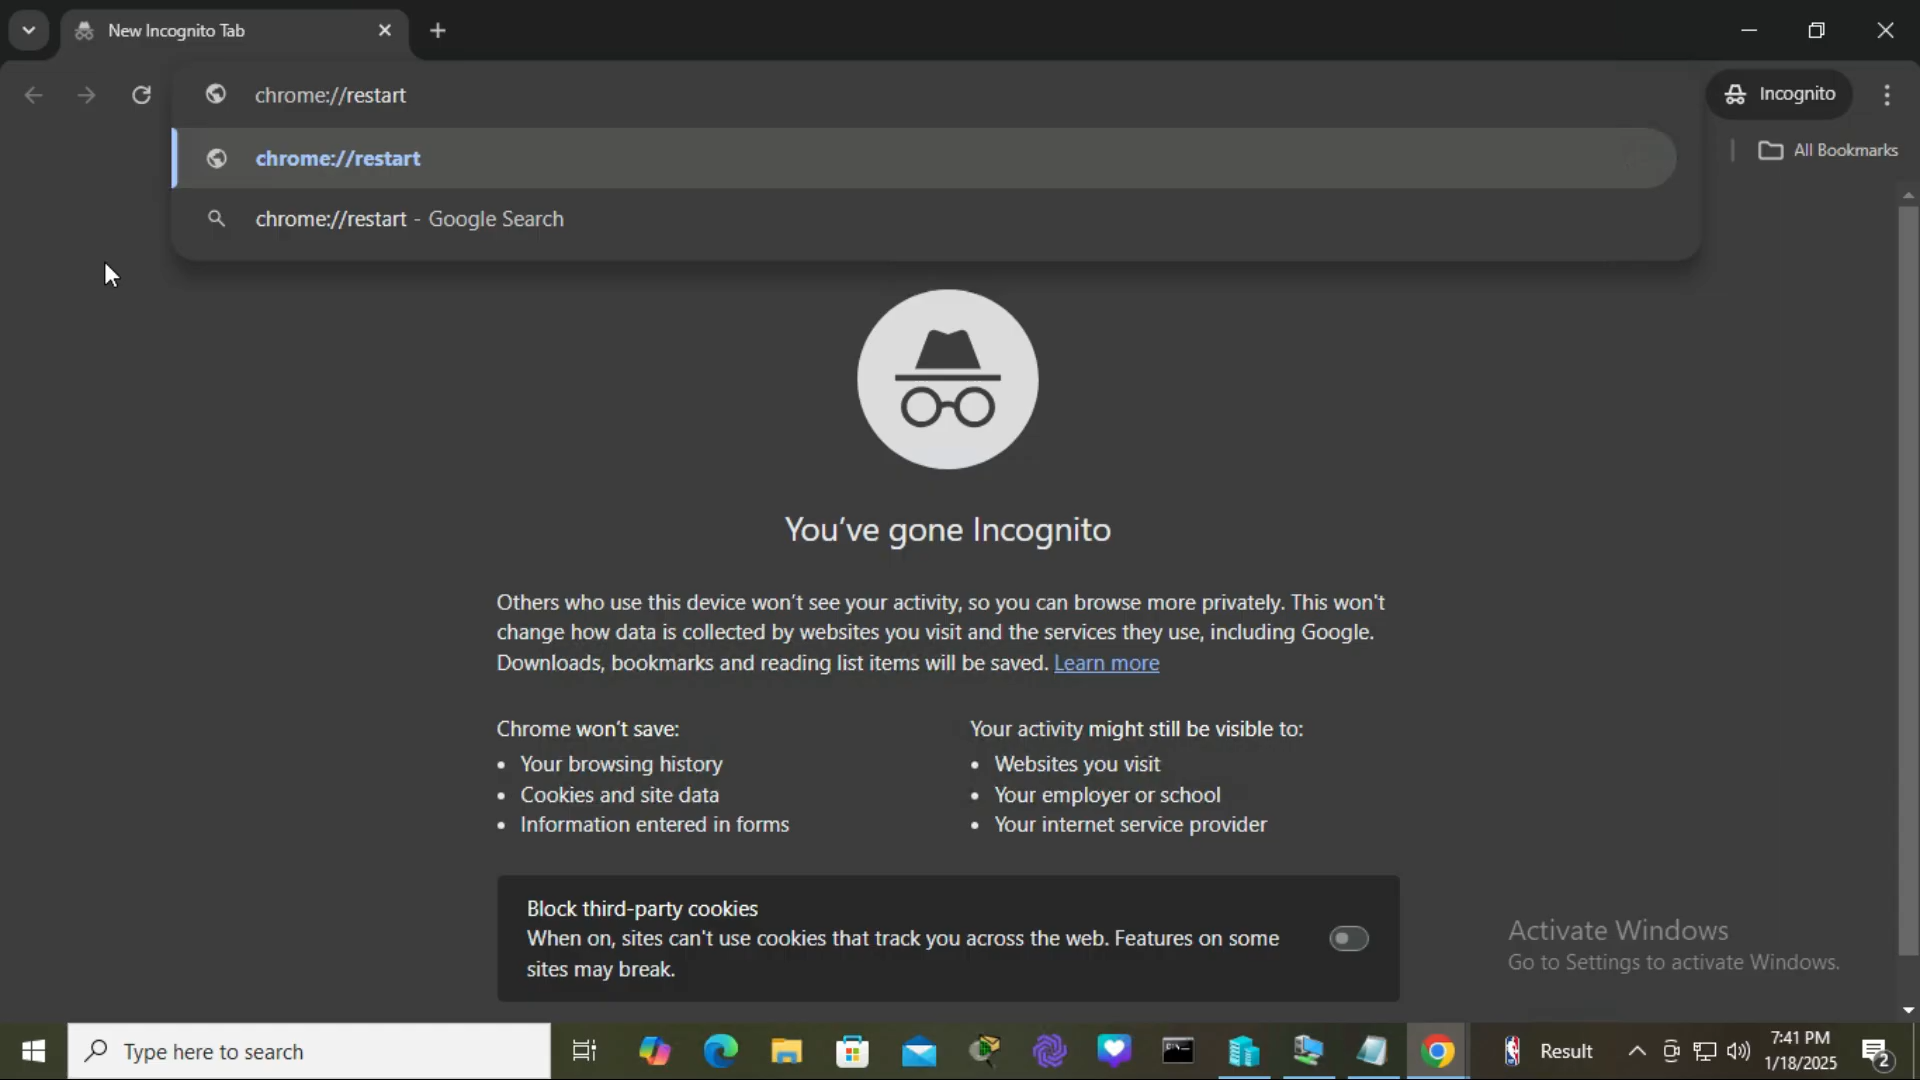 New Incognito Tab
chrome://restart
Incognito
chrome://restart
All Bookmarks
chrome://restart - Google Search
You've gone Incognito
Others who use this device won't see your activity, so you can browse more privately. This won't
change how data is collected by websites you visit and the services they use, including Google.
Downloads, bookmarks and reading list items will be saved. Learn more
Chrome won't save:
• Your browsing history
• Cookies and site data
• Information entered in forms
Your activity might still be visible to:
• Websites you visit
• Your employer or school
• Your internet service provider
Block third-party cookies
When on, sites can't use cookies that track you across the web. Features on some
sites may break.
Activate Windows
Go to Settings to activate Windows.
Type here to search
Result
7:41 PM
1/18/2025
2